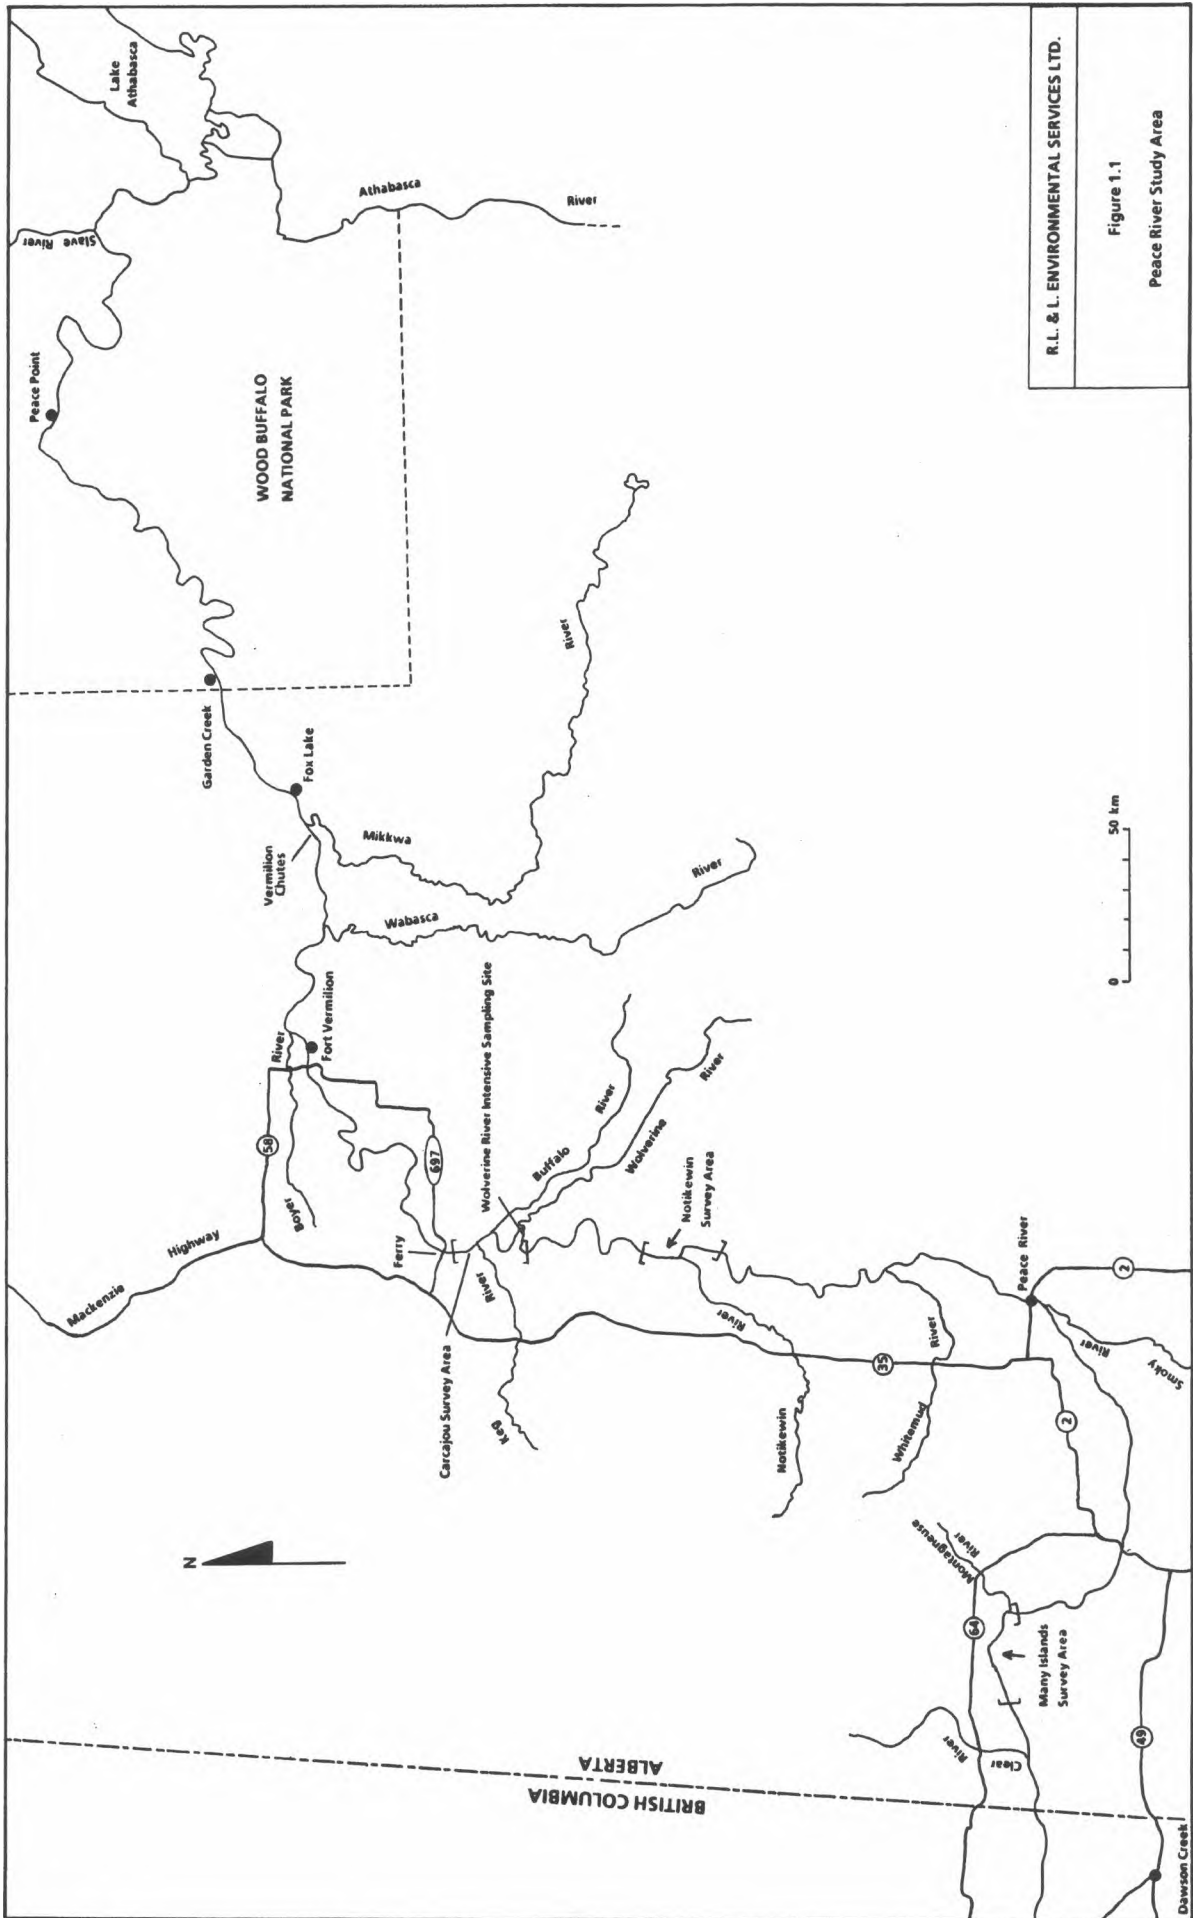 Lake
Athabasca
Slave River
Athabasca
River
Peace Point
WOOD BUFFALO
NATIONAL PARK
Garden Creek
Fox Lake
Vermilion
Chutes
Mikkwa
River
Wabasca
River
Fort Vermilion
River
Boyer
58
697
Mackenzie
Highway
Ferry
Wolverine River Intensive Sampling Site
Buffalo
River
Wolverine
River
Carcajou Survey Area
River
Keg
Notikewin
Survey Area
River
Notikewin
35
River
Whitemud
Peace River
2
River
Smoky
2
N
Montagneuse
River
64
Many Islands
Survey Area
River
Clear
49
ALBERTA
BRITISH COLUMBIA
Dawson Creek
0
50 km
R.L. & L. ENVIRONMENTAL SERVICES LTD.
Figure 1.1
Peace River Study Area